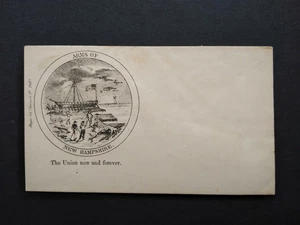 ARMS OF
NEW HAMPSHIRE.
The Union now and forever.